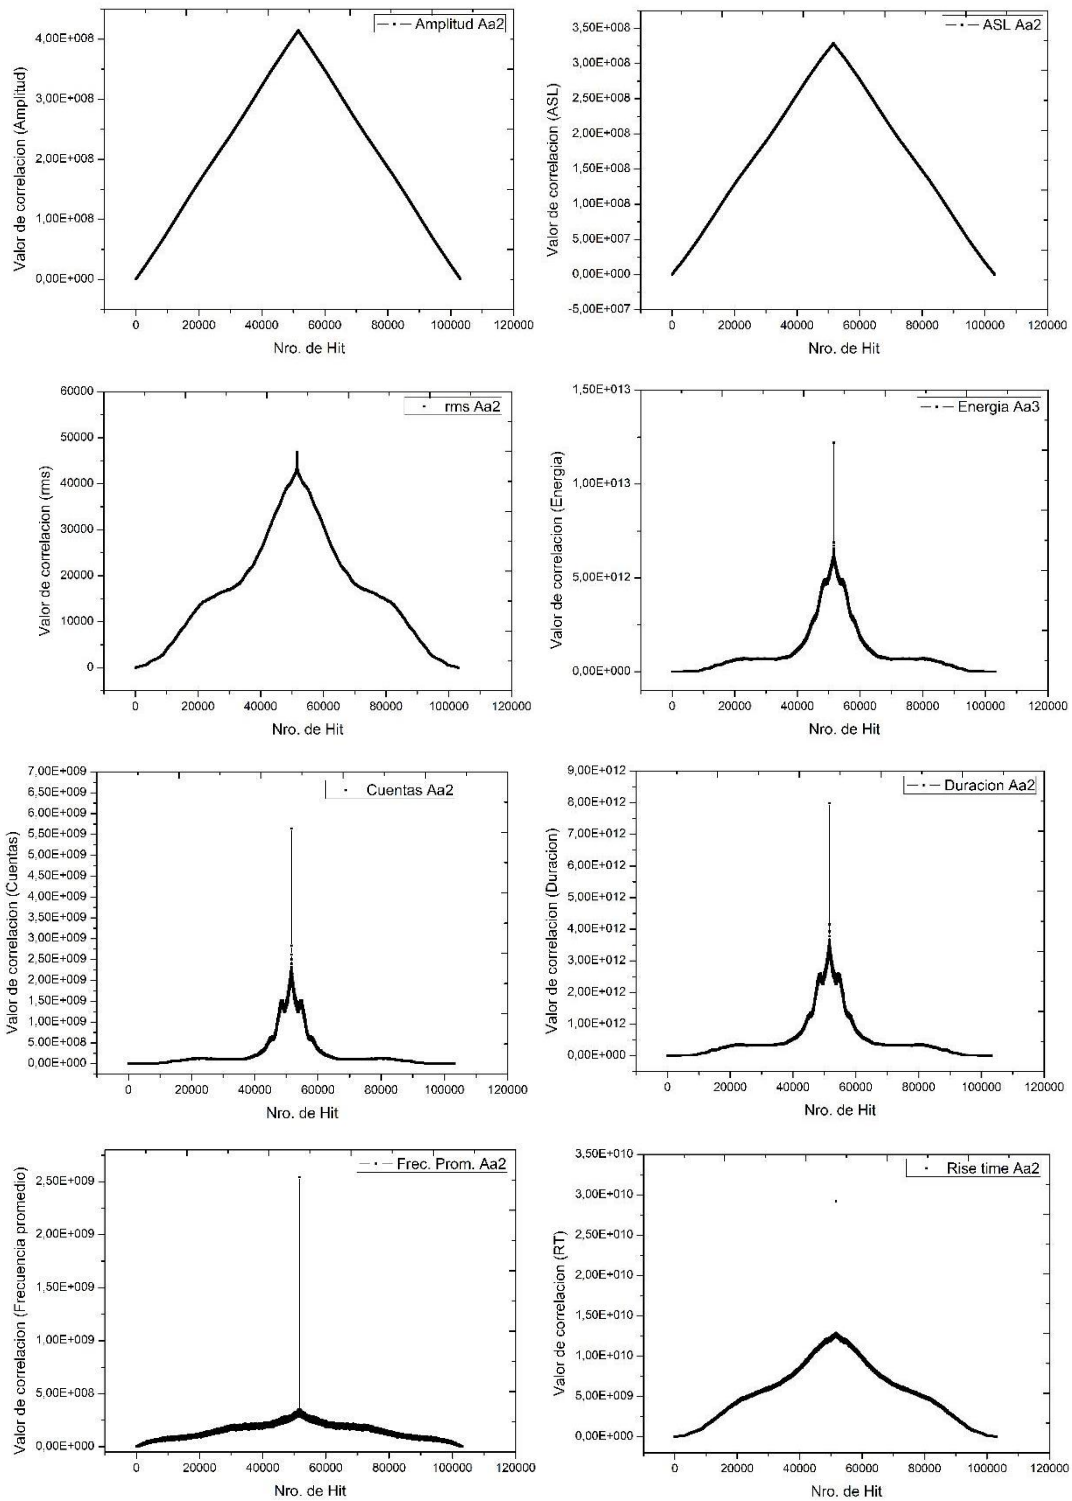 Amplitud Aa2
4,00E+008
3,00E+008
2,00E+008
1,00E+008
0,00E+000
Valor de correlacion (Amplitud)
0 20000 40000 60000 80000 100000 120000
Nro. de Hit
ASL Aa2
3,50E+008
3,00E+008
2,50E+008
2,00E+008
1,50E+008
1,00E+008
5,00E+007
0,00E+000
-5,00E+007
Valor de correlacion (ASL)
0 20000 40000 60000 80000 100000 120000
Nro. de Hit
rms Aa2
60000
50000
40000
30000
20000
10000
0
Valor de correlacion (rms)
0 20000 40000 60000 80000 100000 120000
Nro. de Hit
Energia Aa3
1,50E+013
1,00E+013
5,00E+012
0,00E+000
Valor de correlacion (Energia)
0 20000 40000 60000 80000 100000 120000
Nro. de Hit
Cuentas Aa2
7,00E+009
6,50E+009
6,00E+009
5,50E+009
5,00E+009
4,50E+009
4,00E+009
3,50E+009
3,00E+009
2,50E+009
2,00E+009
1,50E+009
1,00E+009
5,00E+008
0,00E+000
Valor de correlacion (Cuentas)
0 20000 40000 60000 80000 100000 120000
Nro. de Hit
Duracion Aa2
9,00E+012
8,00E+012
7,00E+012
6,00E+012
5,00E+012
4,00E+012
3,00E+012
2,00E+012
1,00E+012
0,00E+000
Valor de correlacion (Duracion)
0 20000 40000 60000 80000 100000 120000
Nro. de Hit
Frec. Prom. Aa2
2,50E+009
2,00E+009
1,50E+009
1,00E+009
5,00E+008
0,00E+000
Valor de correlacion (Frecuencia promedio)
0 20000 40000 60000 80000 100000 120000
Nro. de Hit
Rise time Aa2
3,50E+010
3,00E+010
2,50E+010
2,00E+010
1,50E+010
1,00E+010
5,00E+009
0,00E+000
Valor de correlacion (RT)
0 20000 40000 60000 80000 100000 120000
Nro. de Hit